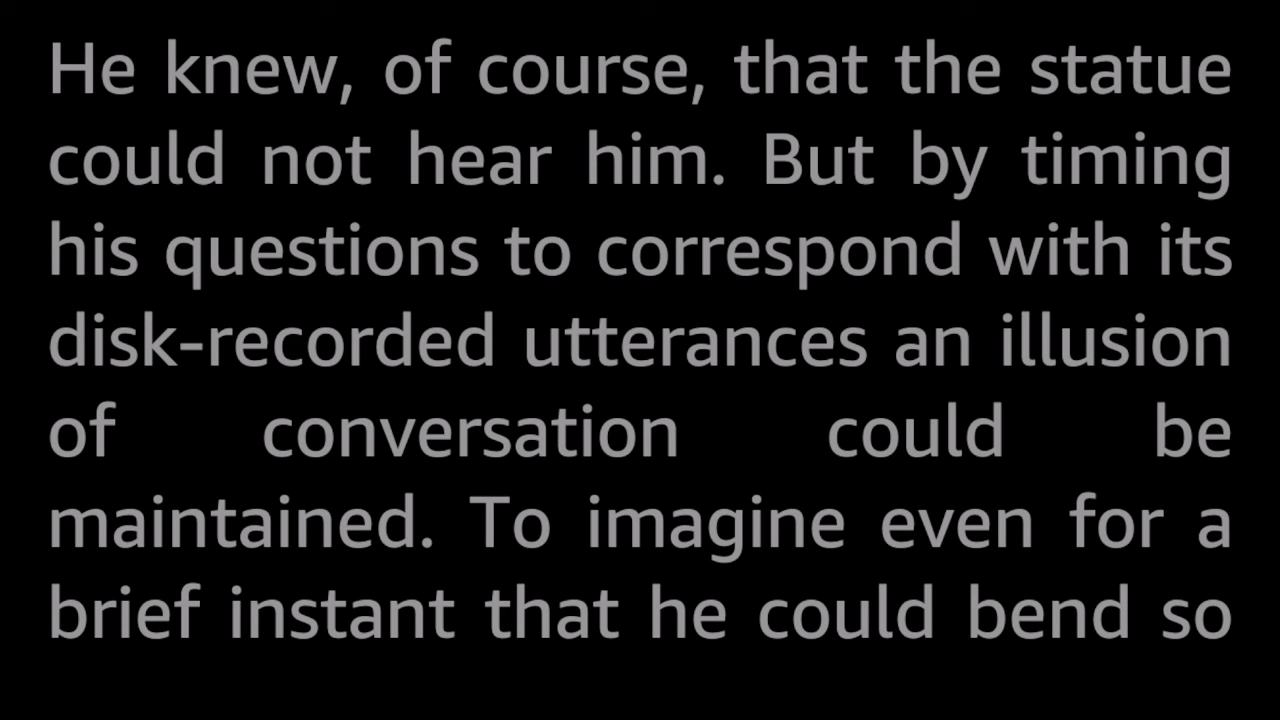 He knew, of course, that the statue
could not hear him. But by timing
his questions to correspond with its
disk-recorded utterances an illusion
of conversation could be
maintained. To imagine even for a
brief instant that he could bend so